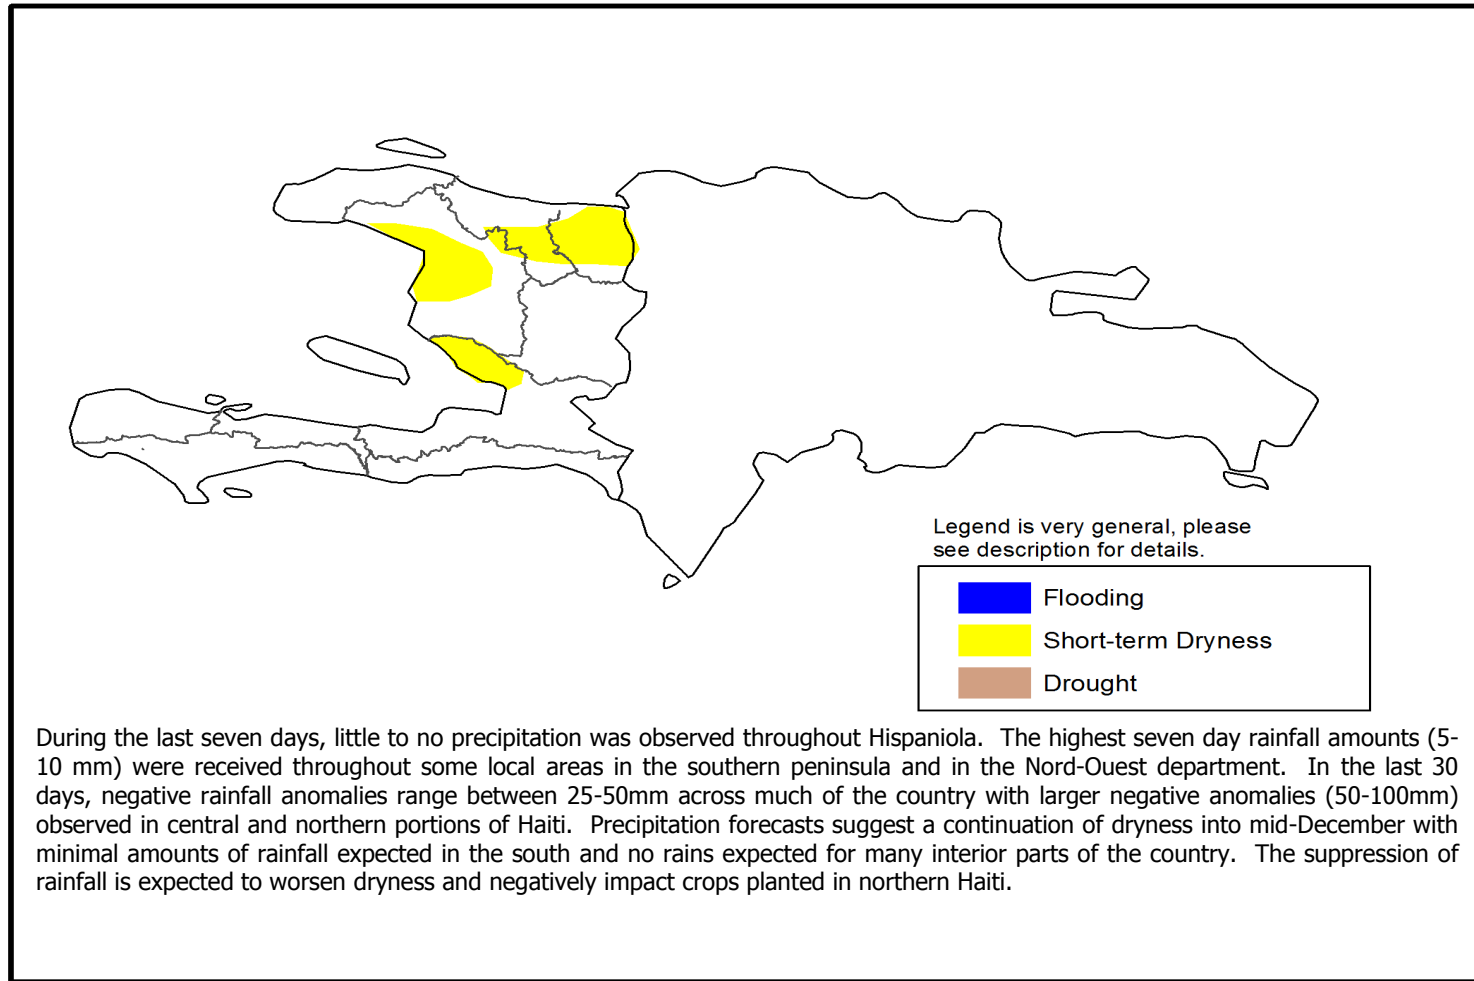 Legend is very general, please
see description for details.
Flooding
Short-term Dryness
Drought
During the last seven days, little to no precipitation was observed throughout Hispaniola.  The highest seven day rainfall amounts (5-
10 mm) were received throughout some local areas in the southern peninsula and in the Nord-Ouest department.  In the last 30
days, negative rainfall anomalies range between 25-50mm across much of the country with larger negative anomalies (50-100mm)
observed in central and northern portions of Haiti.  Precipitation forecasts suggest a continuation of dryness into mid-December with
minimal amounts of rainfall expected in the south and no rains expected for many interior parts of the country.  The suppression of
rainfall is expected to worsen dryness and negatively impact crops planted in northern Haiti.